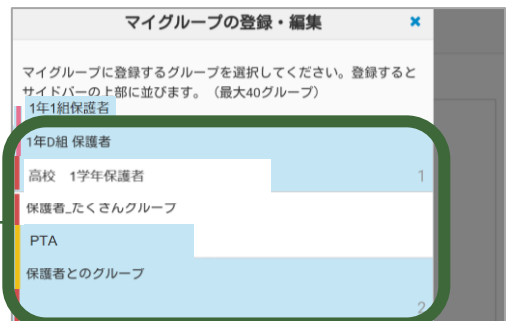 マイグループの登録・編集 ×
マイグループに登録するグループを選択してください。登録すると
サイドバーの上部に並びます。（最大40グループ）
1年1組保護者
1年D組 保護者
高校　1学年保護者 1
保護者_たくさんグループ
PTA
保護者とのグループ
2